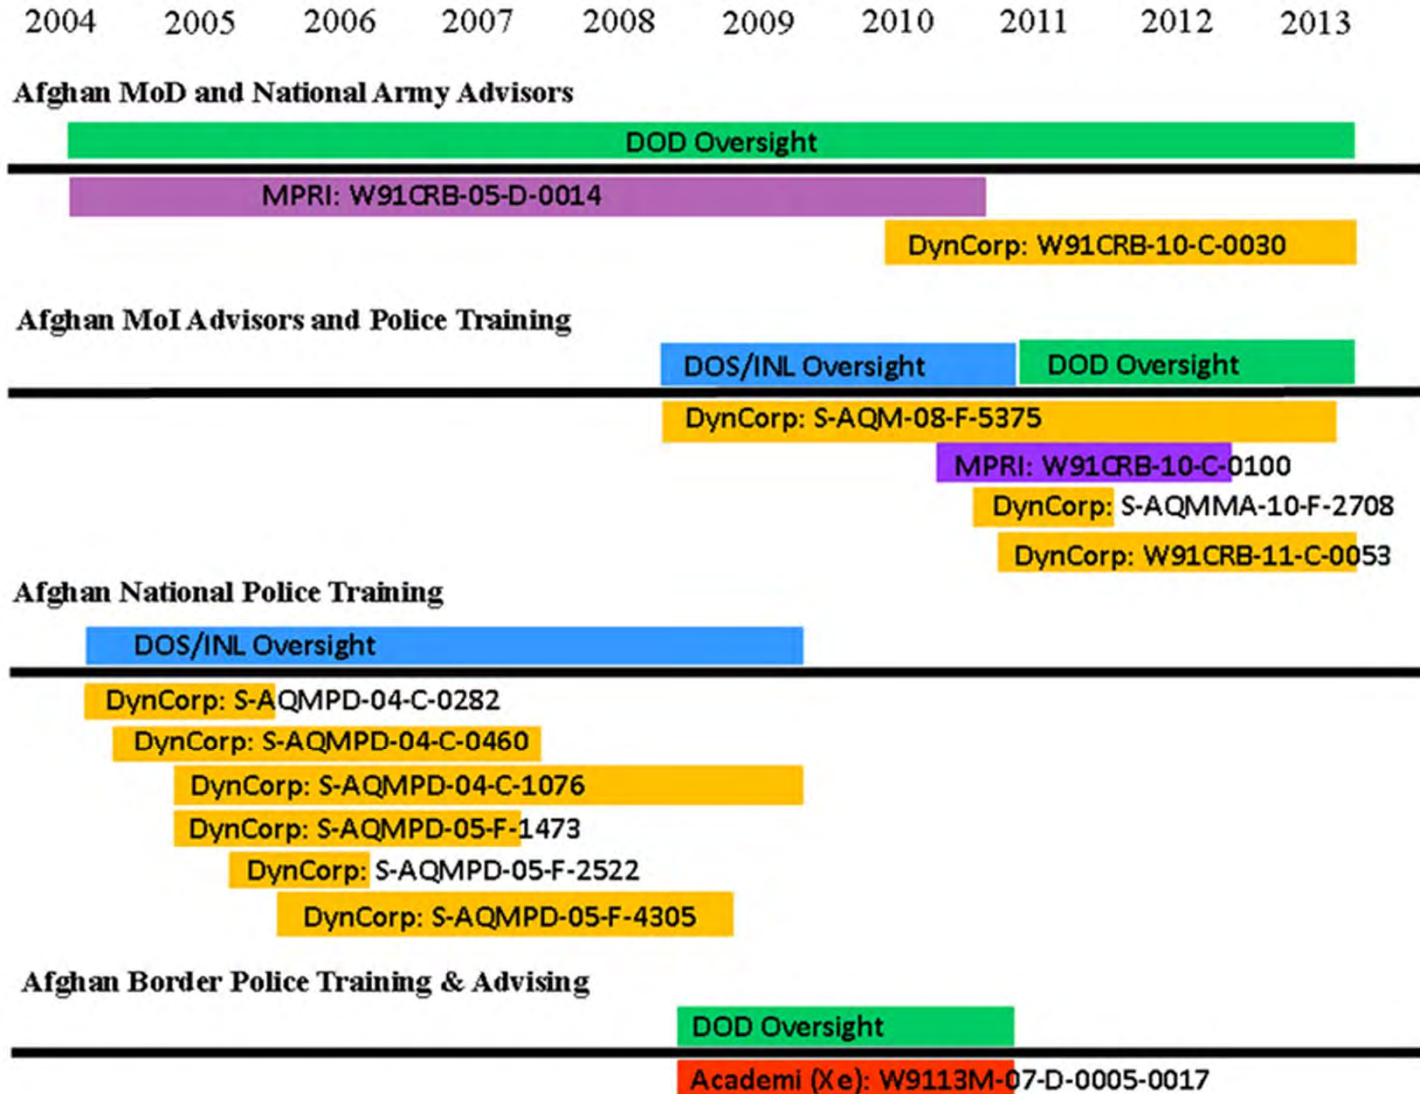 2004 2005 2006 2007 2008 2009 2010 2011 2012 2013
Afghan MoD and National Army Advisors
DOD Oversight
MPRI: W91CRB-05-D-0014
DynCorp: W91CRB-10-C-0030
Afghan MoI Advisors and Police Training
DOS/INL Oversight DOD Oversight
DynCorp: S-AQM-08-F-5375
MPRI: W91CRB-10-C-0100
DynCorp: S-AQMMA-10-F-2708
DynCorp: W91CRB-11-C-0053
Afghan National Police Training
DOS/INL Oversight
DynCorp: S-AQMPD-04-C-0282
DynCorp: S-AQMPD-04-C-0460
DynCorp: S-AQMPD-04-C-1076
DynCorp: S-AQMPD-05-F-1473
DynCorp: S-AQMPD-05-F-2522
DynCorp: S-AQMPD-05-F-4305
Afghan Border Police Training & Advising
DOD Oversight
Academi (Xe): W9113M-07-D-0005-0017